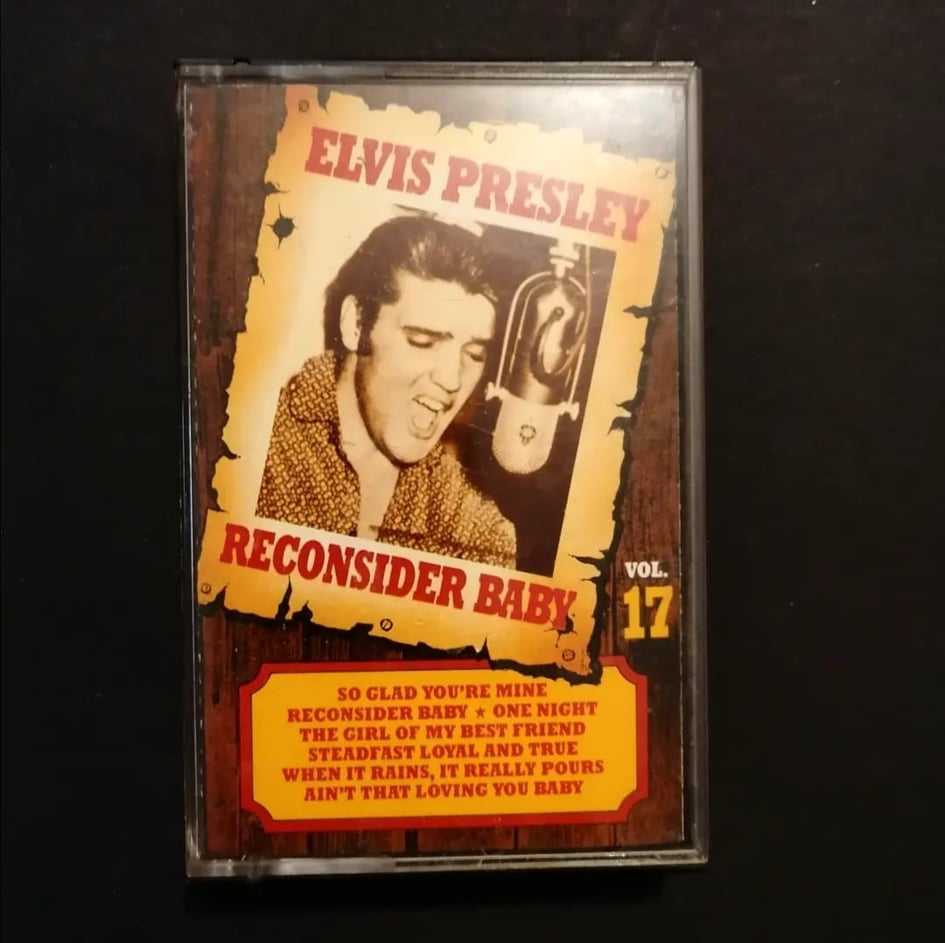 ELVIS PRESLEY
RECONSIDER BABY
VOL.
17
SO GLAD YOU'RE MINE
RECONSIDER BABY ★ ONE NIGHT
THE GIRL OF MY BEST FRIEND
STEADFAST LOYAL AND TRUE
WHEN IT RAINS, IT REALLY POURS
AIN'T THAT LOVING YOU BABY